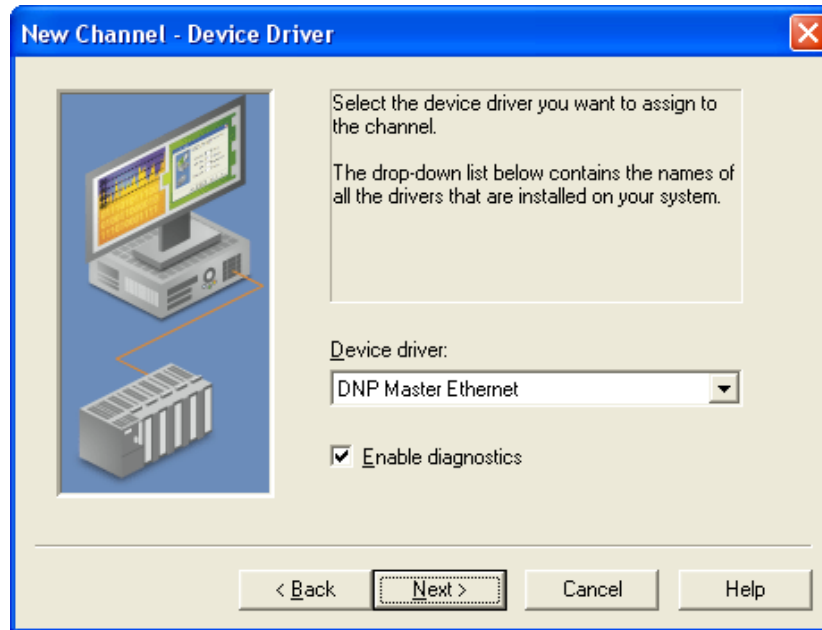 New Channel - Device Driver
Select the device driver you want to assign to
the channel.
The drop-down list below contains the names of
all the drivers that are installed on your system.
Device driver:
DNP Master Ethernet
Enable diagnostics
< Back
Next >
Cancel
Help